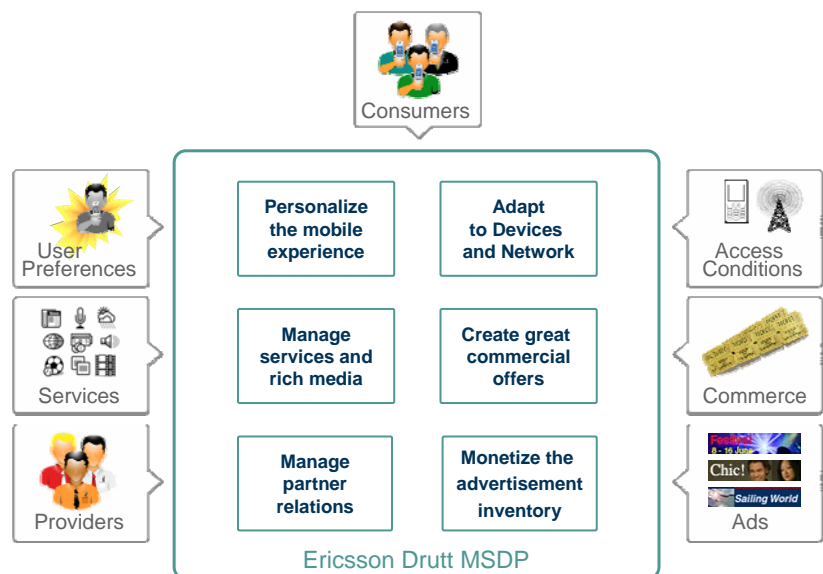 Consumers
User
Preferences
Personalize
the mobile
experience
Adapt
to Devices
and Network
Access
Conditions
Services
Manage
services and
rich media
Create great
commercial
offers
Commerce
Providers
Manage
partner
relations
Monetize the
advertisement
inventory
Festival
8 - 16 June
Chic!
Sailing World
Ads
Ericsson Drutt MSDP